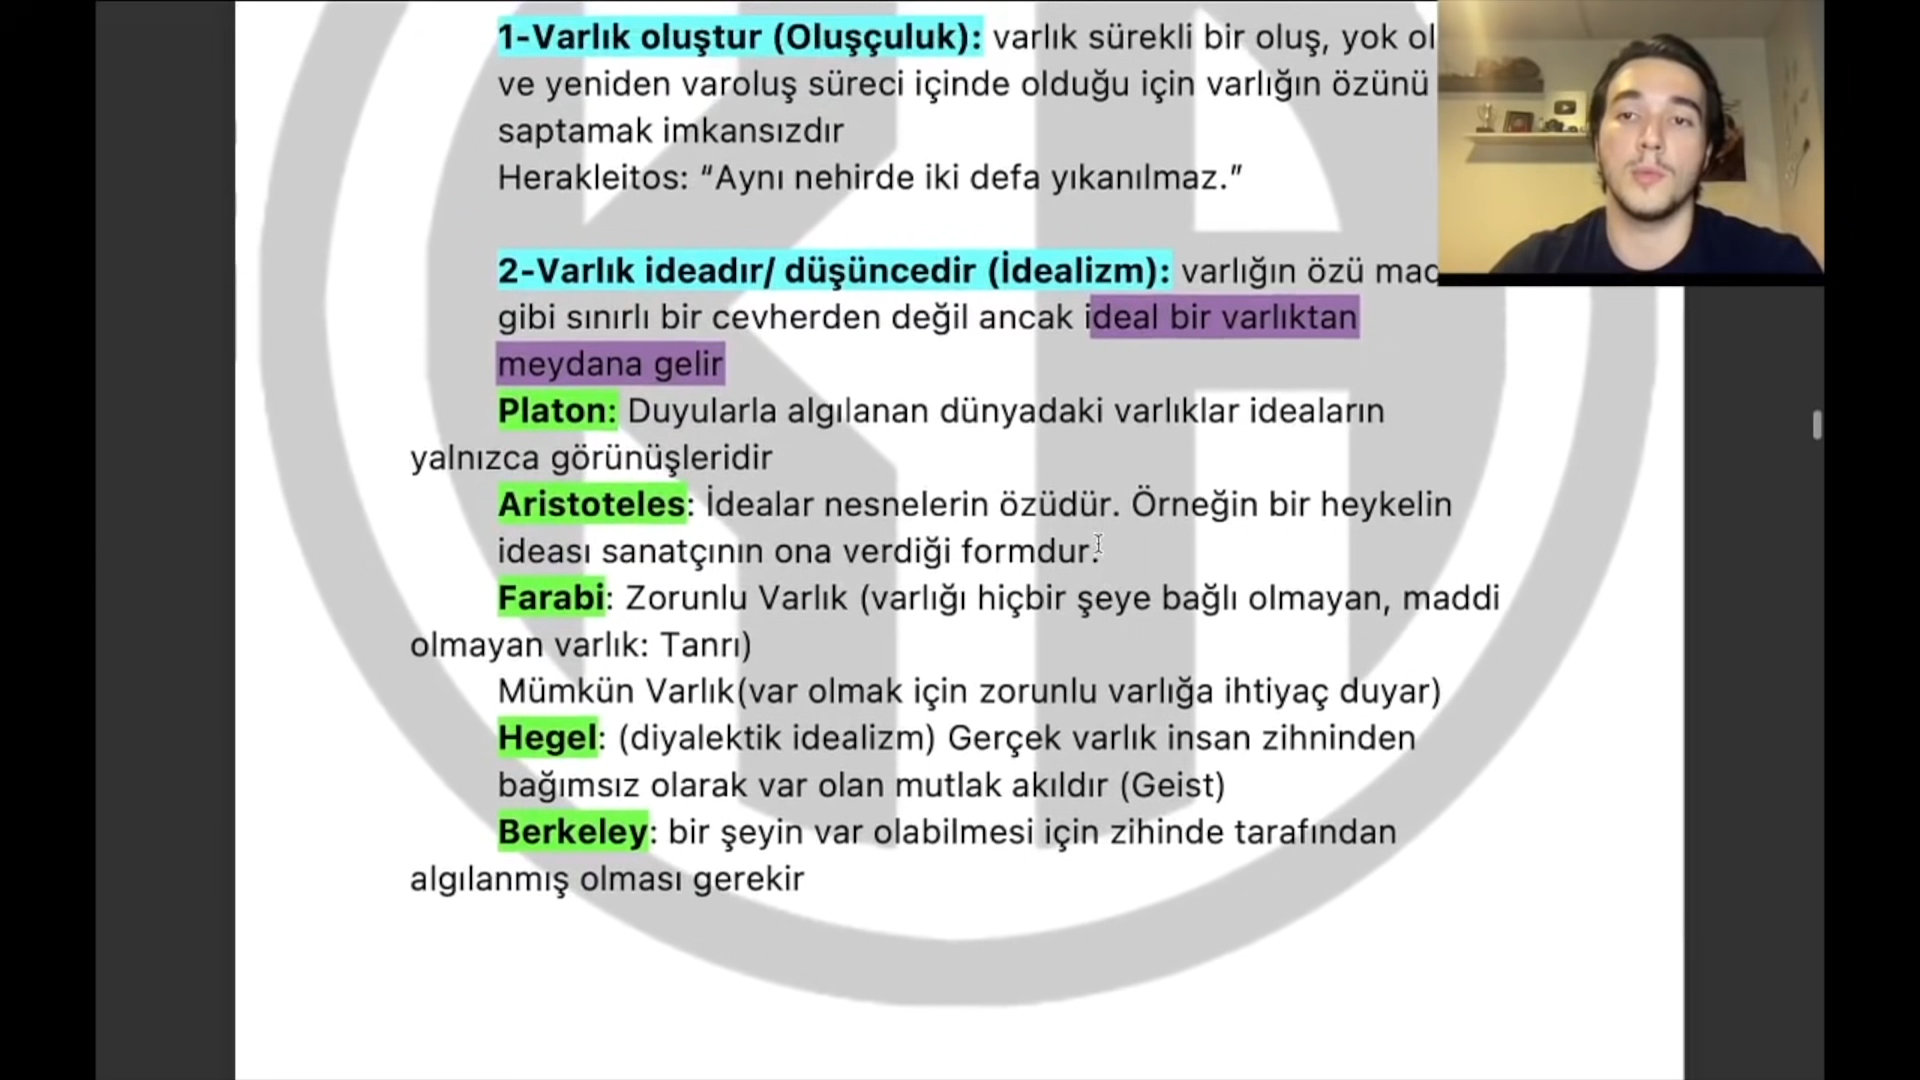 1-Varlık oluştur (Oluşçuluk): varlık sürekli bir oluş, yok
ve yeniden varoluş süreci içinde olduğu için varlığın özünü
saptamak imkansızdır
Herakleitos: “Aynı nehirde iki defa yıkanılmaz.”
2-Varlık ideadır/ düşüncedir (İdealizm): varlığın özü
gibi sınırlı bir cevherden değil ancak ideal bir varlıktan
meydana gelir
Platon: Duyularla algılanan dünyadaki varlıklar ideaların
yalnızca görünüşleridir
Aristoteles: İdealar nesnelerin özüdür. Örneğin bir heykelin
ideası sanatçının ona verdiği formdur.
Farabi: Zorunlu Varlık (varlığı hiçbir şeye bağlı olmayan, maddi
olmayan varlık: Tanrı)
Mümkün Varlık(var olmak için zorunlu varlığa ihtiyaç duyar)
Hegel: (diyalektik idealizm) Gerçek varlık insan zihninden
bağımsız olarak var olan mutlak akıldır (Geist)
Berkeley: bir şeyin var olabilmesi için zihinde tarafından
algılanmış olması gerekir